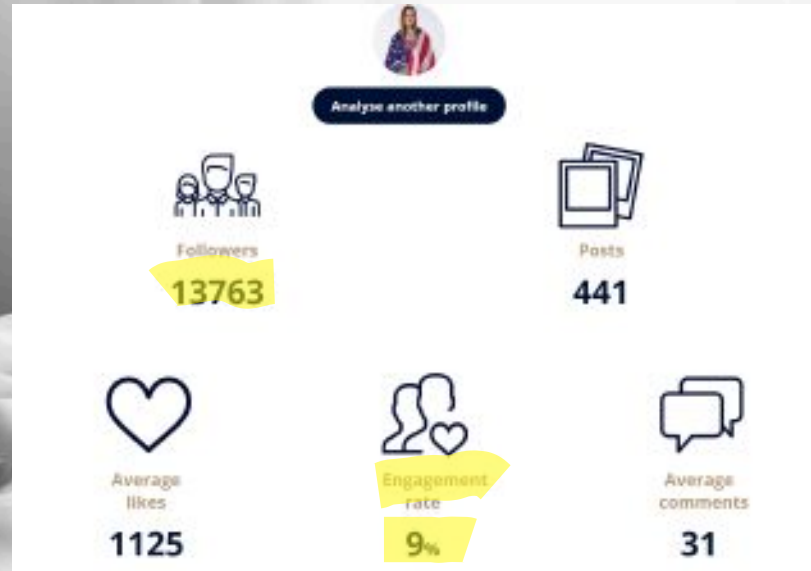 Analyse another profile
Followers
13763
Posts
441
Average
likes
1125
Engagement
rate
9%
Average
comments
31